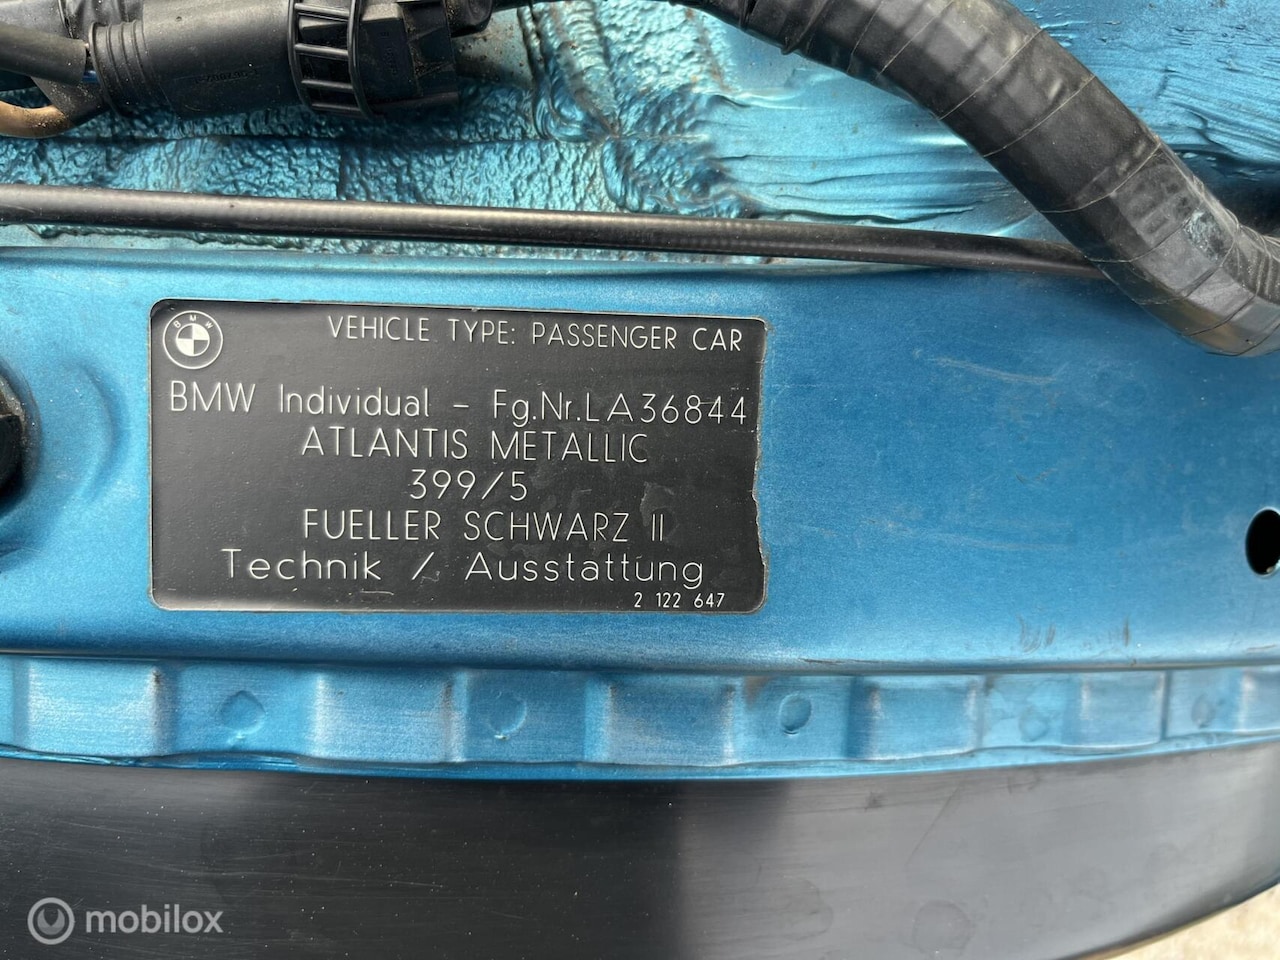 BMW
VEHICLE TYPE: PASSENGER CAR
BMW Individual - Fg.Nr.LA36844
ATLANTIS METALLIC
399/5
FUELLER SCHWARZ II
Technik / Ausstattung
2 122 647
mobilox